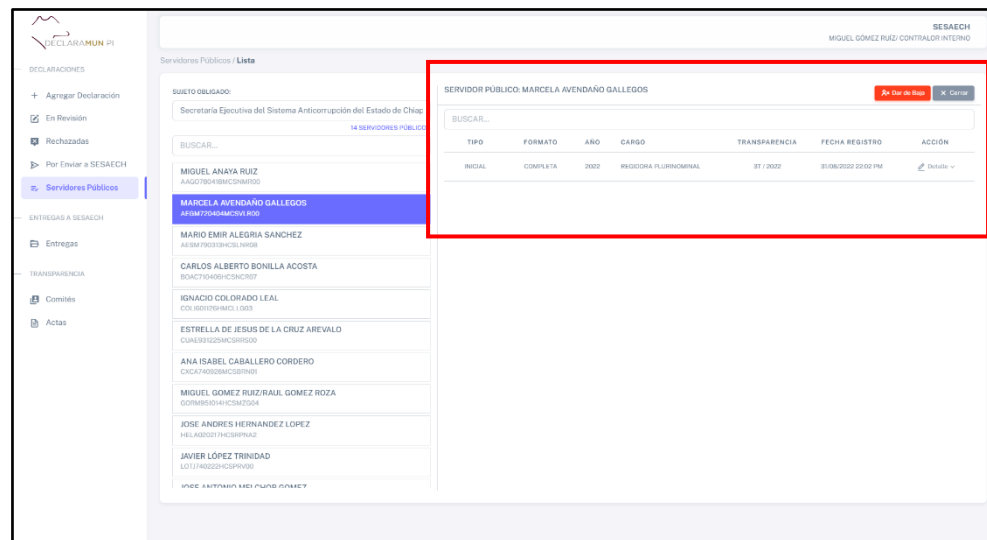 DECLARAMUN PI
SESAECH
MIGUEL GÓMEZ RUÍZ/ CONTRALOR INTERNO
DECLARACIONES
+ Agregar Declaración
En Revisión
Rechazadas
Por Enviar a SESAECH
Servidores Públicos
ENTREGAS A SESAECH
Entregas
TRANSPARENCIA
Comités
Actas
Servidores Públicos / Lista
SUJETO OBLIGADO:
Secretaría Ejecutiva del Sistema Anticorrupción del Estado de Chiap
14 SERVIDORES PÚBLICO
BUSCAR...
MIGUEL ANAYA RUIZ
MARCELA AVENDAÑO GALLEGOS
MARIO EMIR ALEGRIA SANCHEZ
CARLOS ALBERTO BONILLA ACOSTA
IGNACIO COLORADO LEAL
ESTRELLA DE JESUS DE LA CRUZ AREVALO
ANA ISABEL CABALLERO CORDERO
MIGUEL GOMEZ RUIZ/RAUL GOMEZ ROZA
JOSE ANDRES HERNANDEZ LOPEZ
JAVIER LÓPEZ TRINIDAD
JOSE ANTONIO MELCHOR GOMEZ
SERVIDOR PÚBLICO: MARCELA AVENDAÑO GALLEGOS
Dar de Baja X Cerrar
BUSCAR...
TIPO FORMATO AÑO CARGO TRANSPARENCIA FECHA REGISTRO ACCIÓN
INICIAL COMPLETA 2022 REGIDORA PLURINOMINAL 3T / 2022 31/08/2022 22:02 PM Detalle